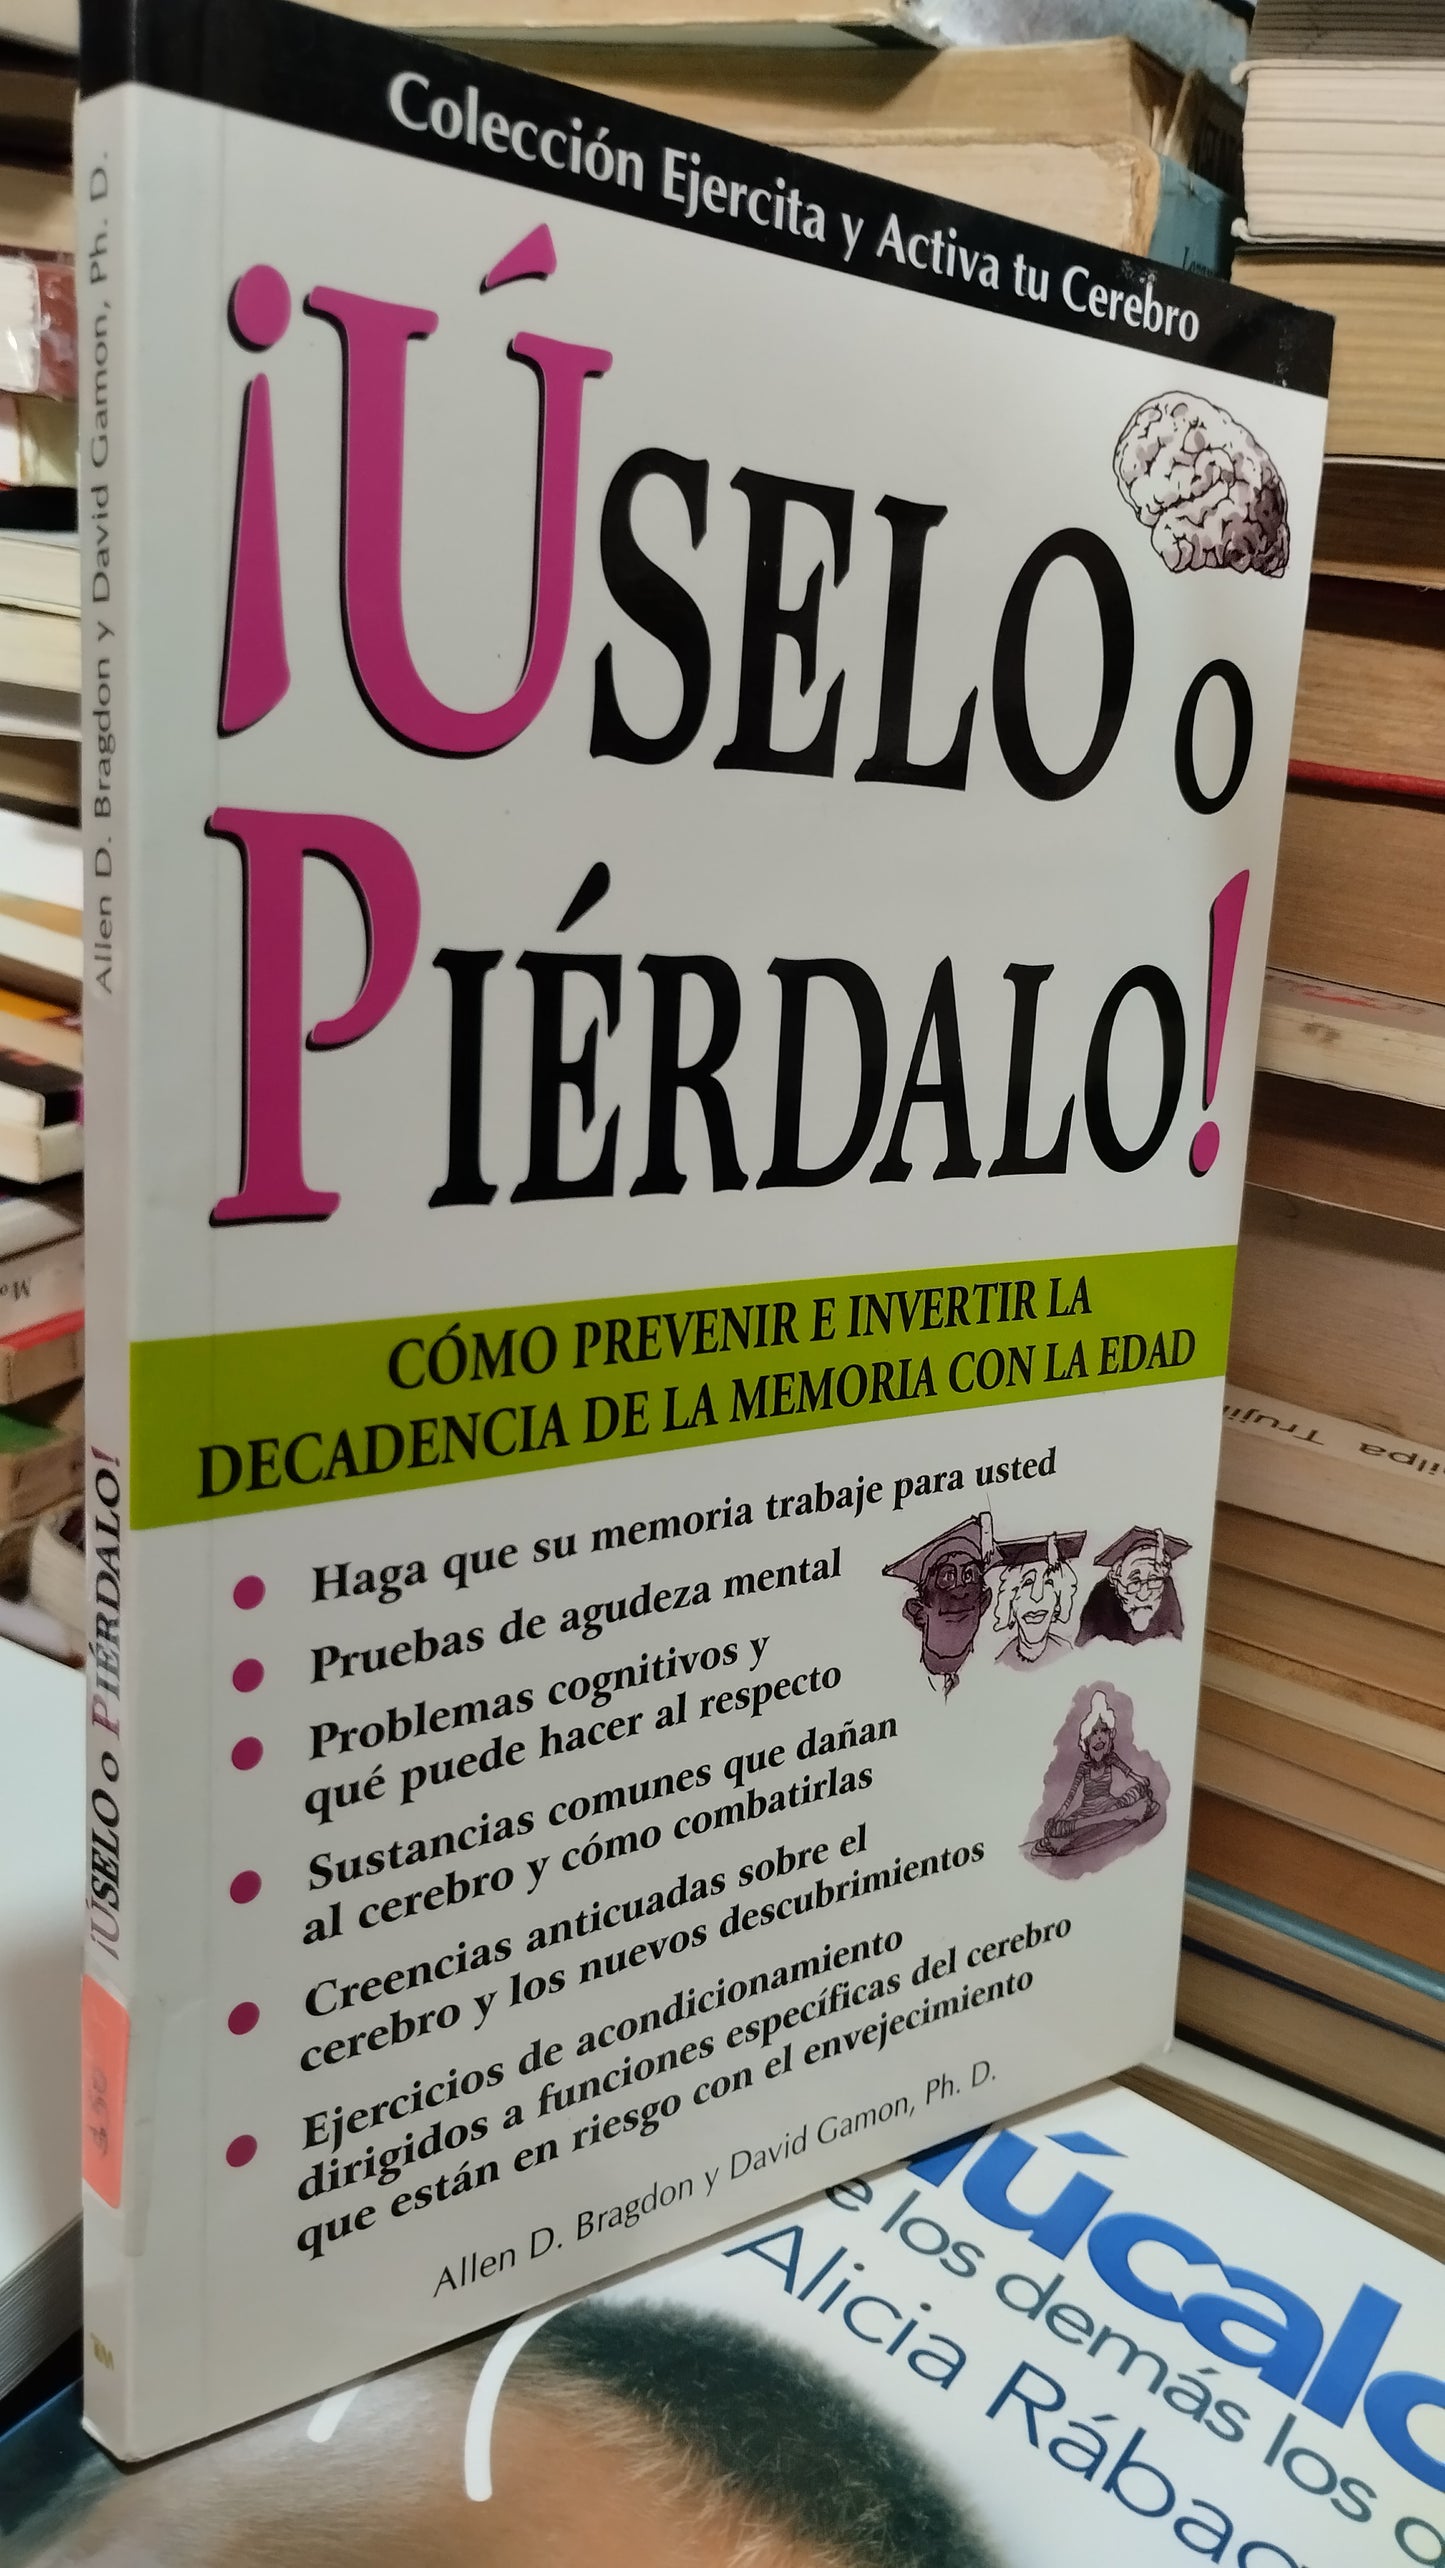 Colección Ejercita y Activa tu Cerebro
¡ÚSELO O
PIÉRDALO!
CÓMO PREVENIR E INVERTIR LA
DECADENCIA DE LA MEMORIA CON LA EDAD
Haga que su memoria trabaje para usted
Pruebas de agudeza mental
Problemas cognitivos y
qué puede hacer al respecto
Sustancias comunes que dañan
al cerebro y cómo combatirlas
Creencias anticuadas sobre el
cerebro y los nuevos descubrimientos
Ejercicios de acondicionamiento
dirigidos a funciones específicas del cerebro
que están en riesgo con el envejecimiento
Allen D. Bragdon y David Gamon, Ph. D.
Allen D. Bragdon y David Gamon, Ph. D.
¡ÚSELO O PIÉRDALO!
$50
los demás los
Alicia